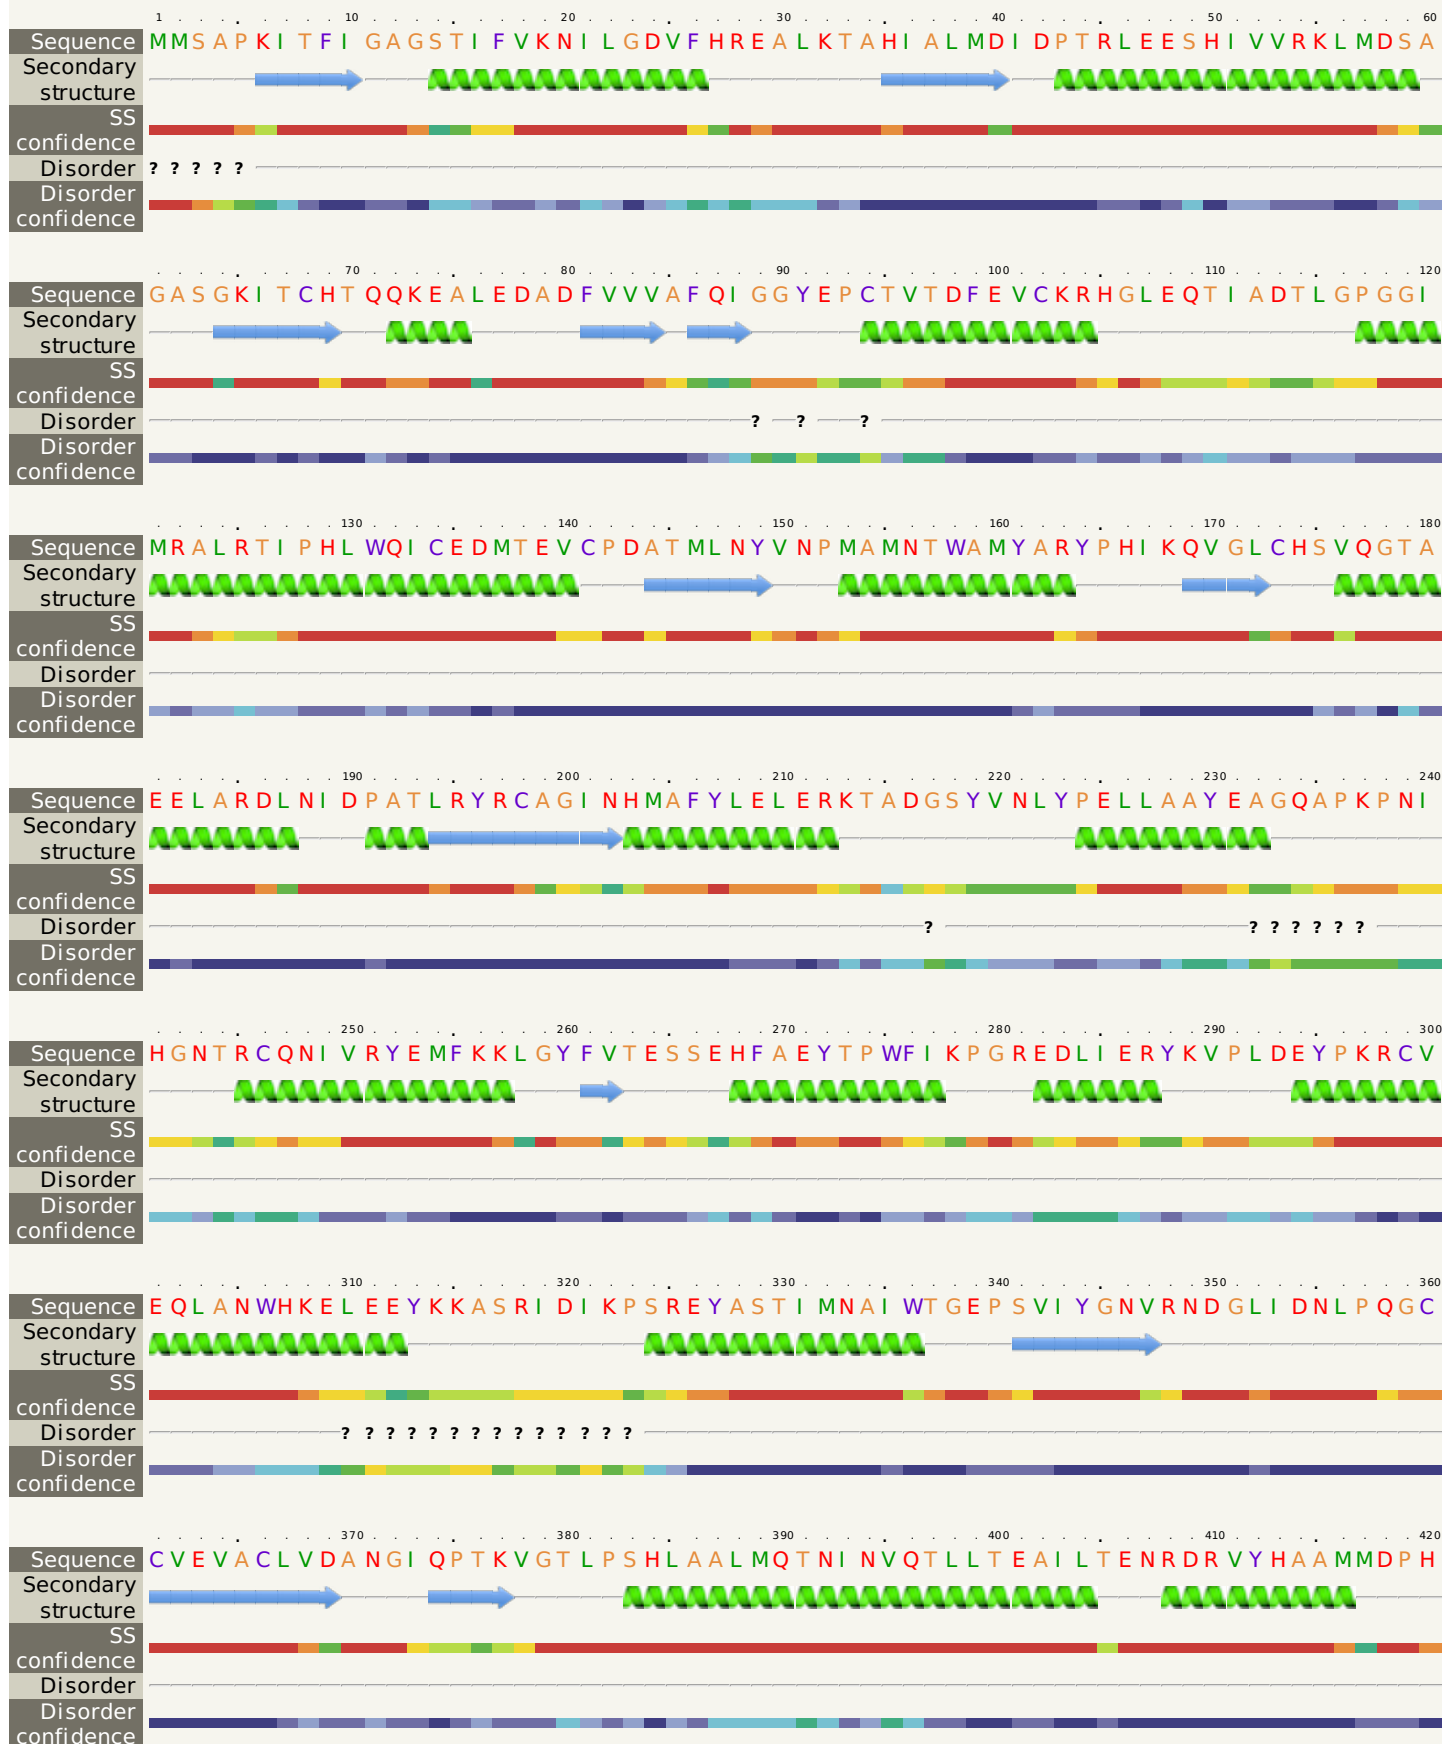 1 10 20 30 40 50 60
Sequence MMSAPKITFIGAGSTIFVKNILGDVFHREALKTAHIALMDIDPTRLEESHIVVRKLMDSA
Secondary
structure
SS
confidence
Disorder ? ? ? ? ?
Disorder
confidence
70 80 90 100 110 120
Sequence GASGKITCHTQQKEALEDADFVVVAFQIGGYEPCTVTDFEVCKRHGLEQTIADTLGPGGI
Secondary
structure
SS
confidence
Disorder ? ? ?
Disorder
confidence
130 140 150 160 170 180
Sequence MRALRTIPHLWQICEDMTEVCPDATMLNYVNPMAMNTWAMYARYPHIKQVGLCHSVQGTA
Secondary
structure
SS
confidence
Disorder
Disorder
confidence
190 200 210 220 230 240
Sequence EELARDLNIDPATLRYRCAGINHMAFYLELERKTADGSYVNLYPELLAAYEAGQAPKPNI
Secondary
structure
SS
confidence
Disorder ? ? ? ? ? ? ?
Disorder
confidence
250 260 270 280 290 300
Sequence HGNTRCQNIVRYEMFKKLGYFVTESSEHFAEYTPWFIKPGREDLIERYKVPLDEYPKRCV
Secondary
structure
SS
confidence
Disorder
Disorder
confidence
310 320 330 340 350 360
Sequence EQLANWHKELEEYKKASRIDIKPSREYASTIMNAIWTGEPSVIYGNVRNDGLIDNLPQGC
Secondary
structure
SS
confidence
Disorder ? ? ? ? ? ? ? ? ? ? ? ? ? ?
Disorder
confidence
370 380 390 400 410 420
Sequence CVEVACLVDANGIQPTKVGTLPSHLAALMQTNINVQTLLTEAILTENRDRVYHAAMMDPH
Secondary
structure
SS
confidence
Disorder
Disorder
confidence